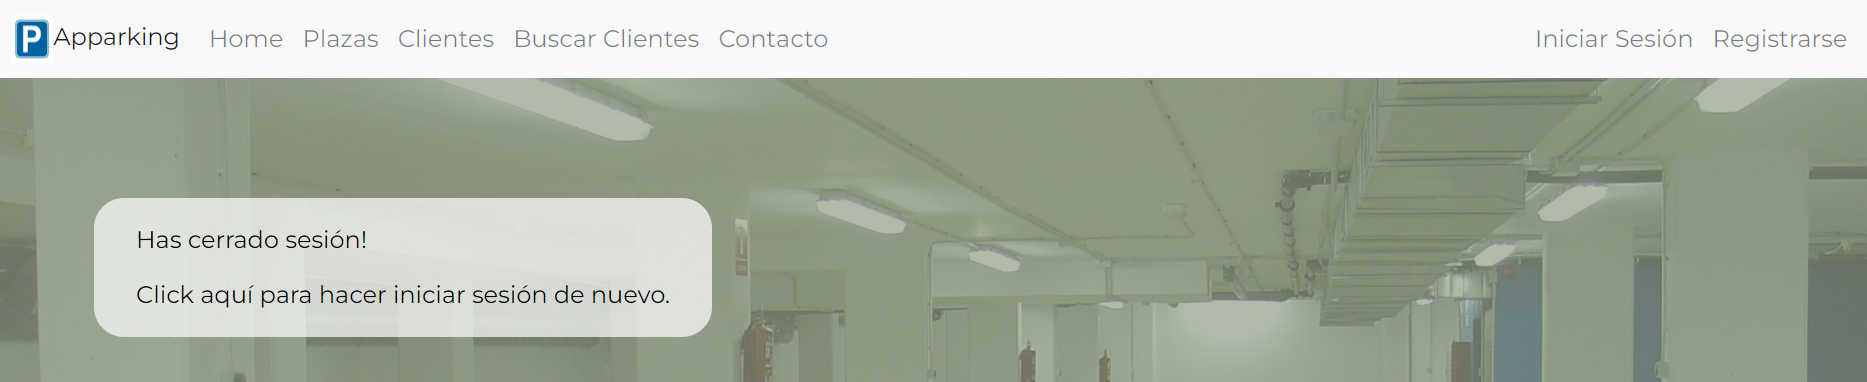 P Apparking Home Plazas Clientes Buscar Clientes Contacto Iniciar Sesión Registrarse
Has cerrado sesión!
Click aquí para hacer iniciar sesión de nuevo.